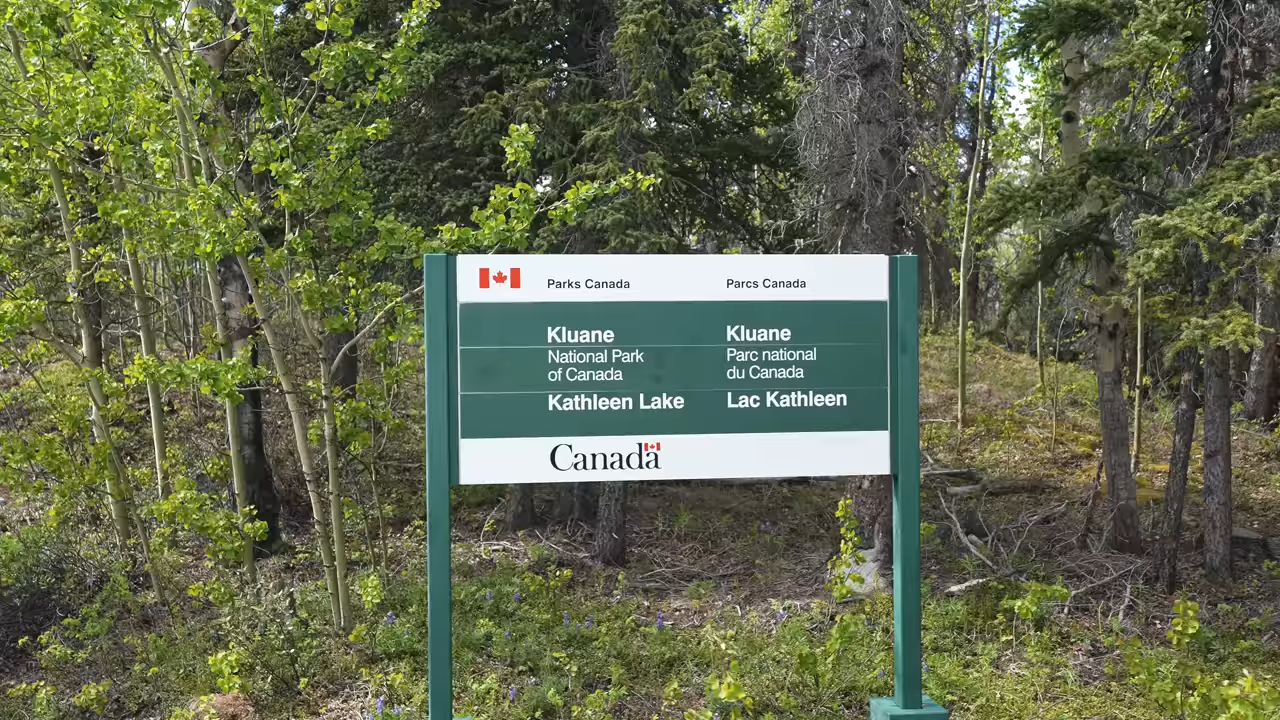 Parks Canada
Parcs Canada
Kluane
National Park
of Canada
Kathleen Lake
Kluane
Parc national
du Canada
Lac Kathleen
Canada